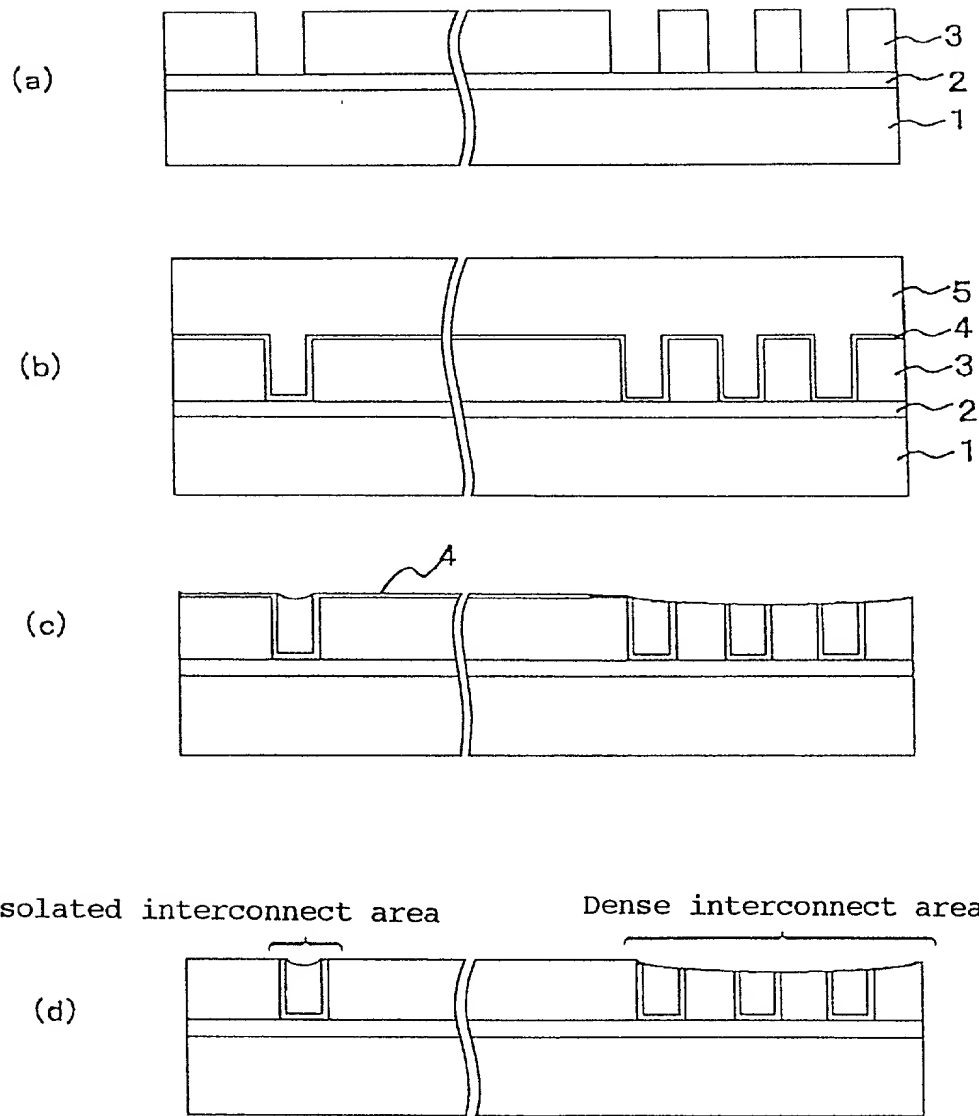 3
(a)
2
1
5
4
(b)
3
2
1
4
(c)
solated interconnect area
Dense interconnect area
(d)